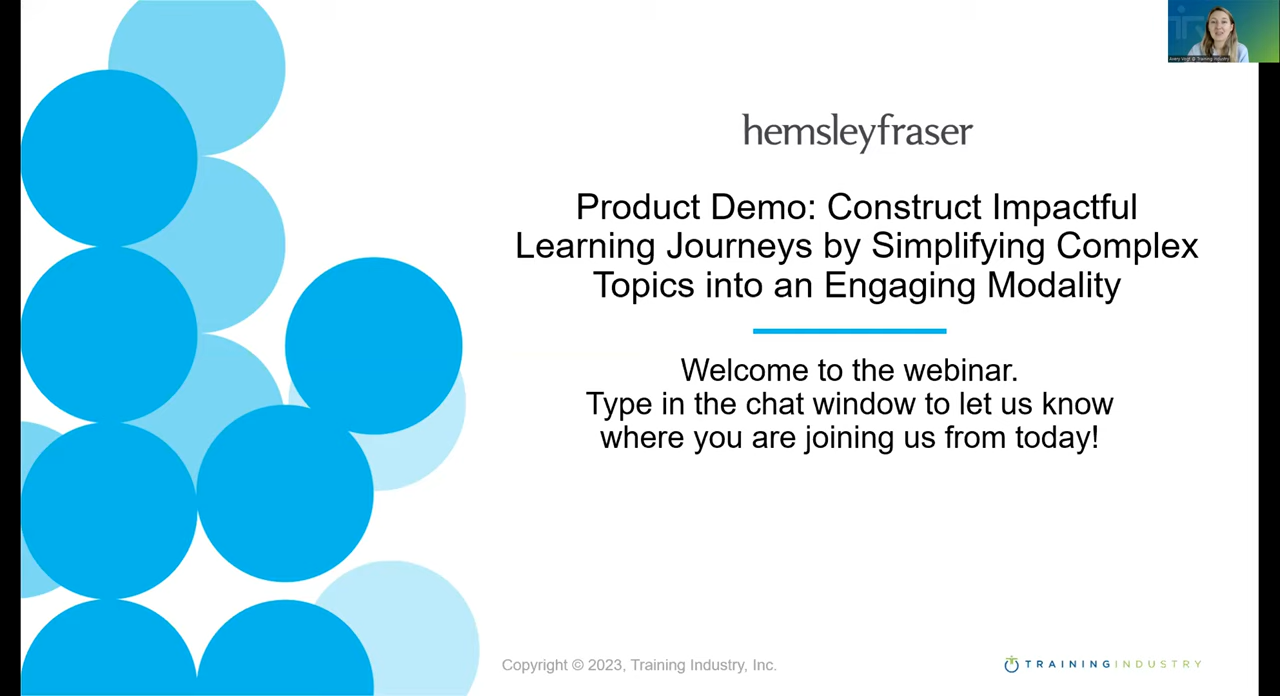 hemsleyfraser
Product Demo: Construct Impactful
Learning Journeys by Simplifying Complex
Topics into an Engaging Modality
Welcome to the webinar.
Type in the chat window to let us know
where you are joining us from today!
Copyright © 2023, Training Industry, Inc.
TRAININGINDUSTRY